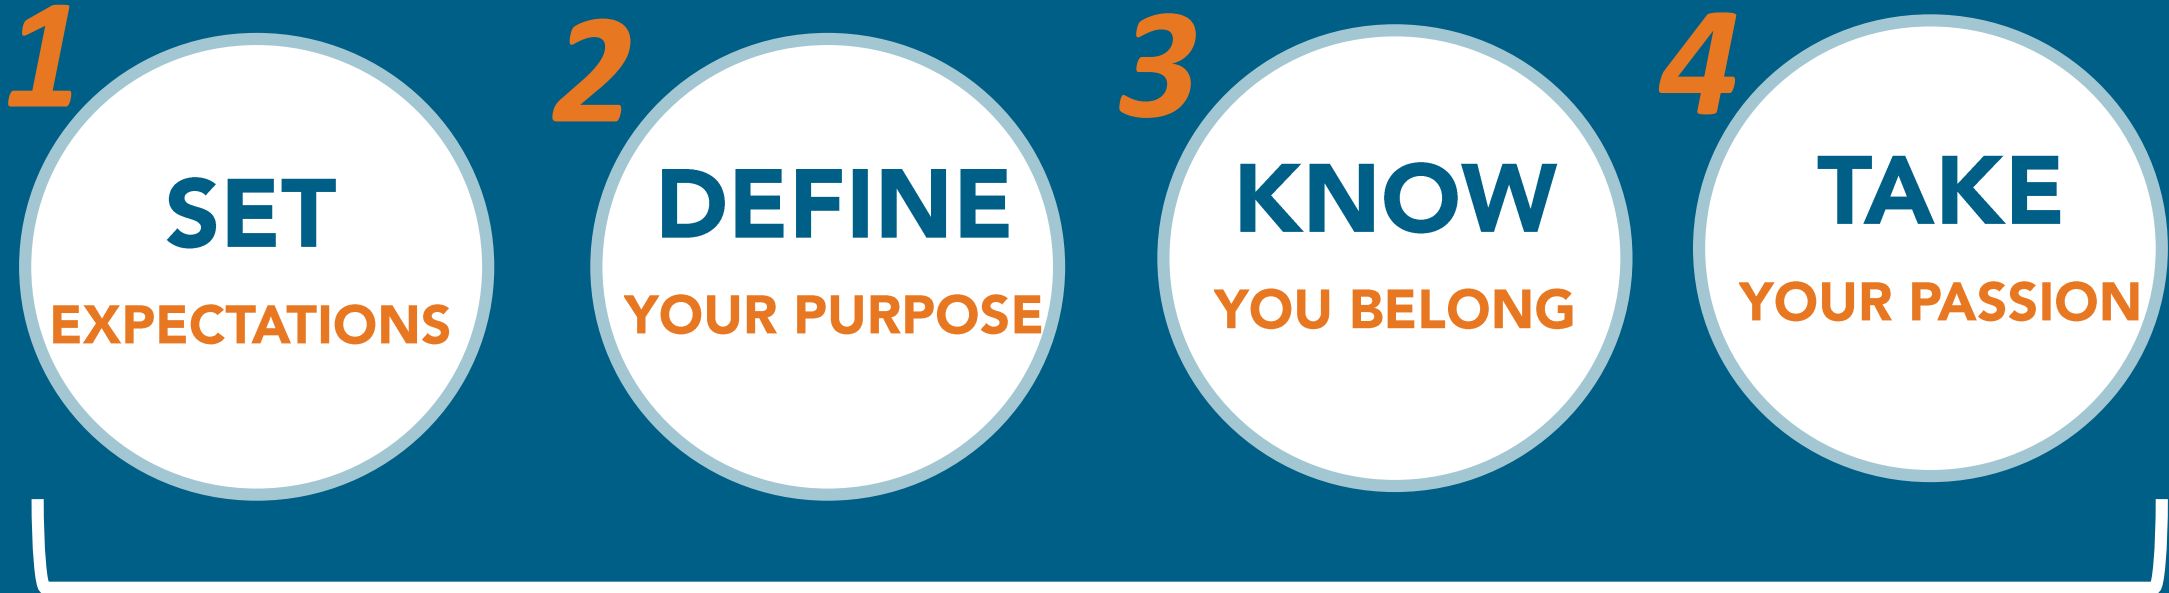 1
SET
EXPECTATIONS
2
DEFINE
YOUR PURPOSE
3
KNOW
YOU BELONG
4
TAKE
YOUR PASSION